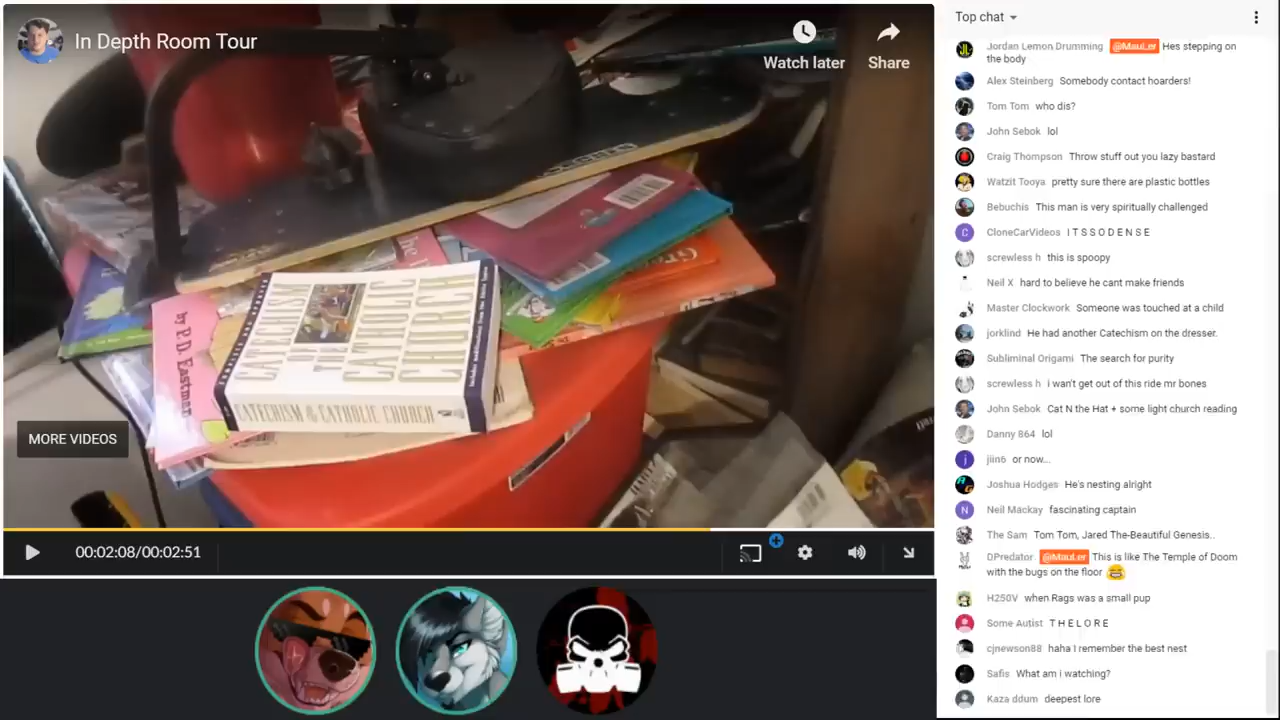 In Depth Room Tour
Watch later
Share
by P.D. Eastman
CATECHISM
OF THE
CATHOLIC
CHURCH
CATECHISM of the CATHOLIC CHURCH
MORE VIDEOS
00:02:08/00:02:51
Top chat
Jordan Lemon Drumming @MauLer Hes stepping on
the body
Alex Steinberg Somebody contact hoarders!
Tom Tom who dis?
John Sebok lol
Craig Thompson Throw stuff out you lazy bastard
Watzit Tooya pretty sure there are plastic bottles
Bebuchis This man is very spiritually challenged
C CloneCarVideos I T S S O D E N S E
screwless h this is spoopy
Neil X hard to believe he cant make friends
Master Clockwork Someone was touched at a child
jorklind He had another Catechism on the dresser.
Subliminal Origami The search for purity
screwless h i wan't get out of this ride mr bones
John Sebok Cat N the Hat + some light church reading
Danny 864 lol
j jiin6 or now...
Joshua Hodges He's nesting alright
N Neil Mackay fascinating captain
The Sam Tom Tom, Jared The-Beautiful Genesis..
DPredator @MauLer This is like The Temple of Doom
with the bugs on the floor
H250V when Rags was a small pup
Some Autist T H E L O R E
cjnewson88 haha I remember the best nest
Safis What am i watching?
Kaza ddum deepest lore